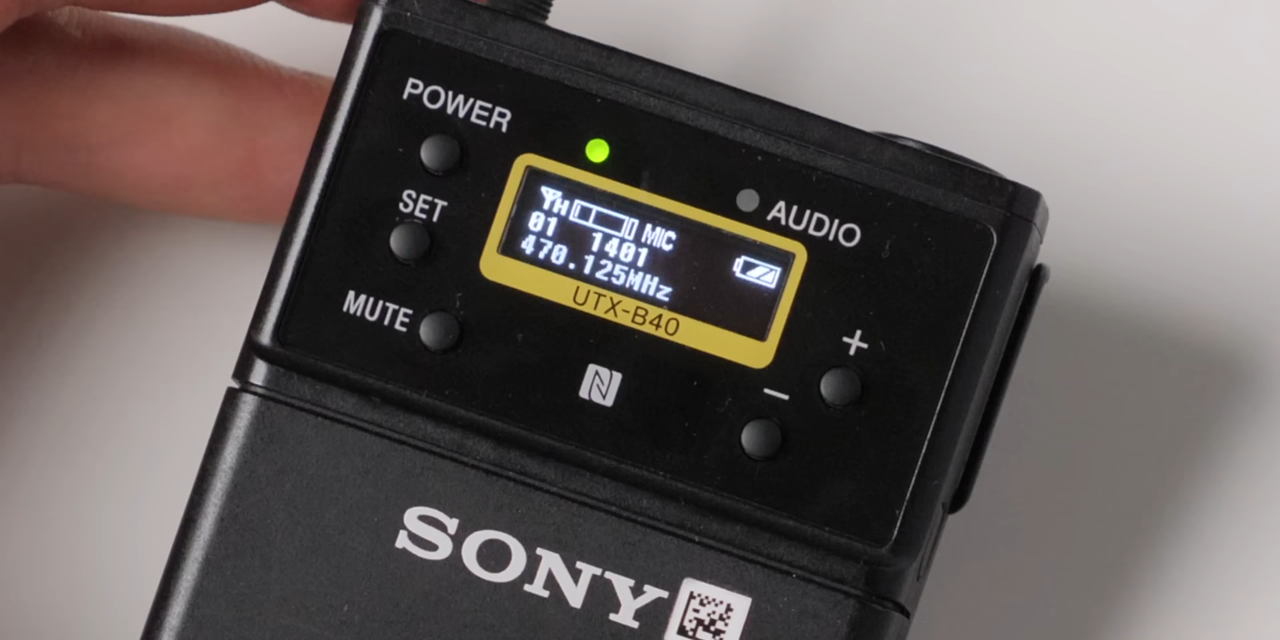 POWER
SET
AUDIO
H MIC
01 1401
470.125MHz
UTX-B40
MUTE
+
−
SONY